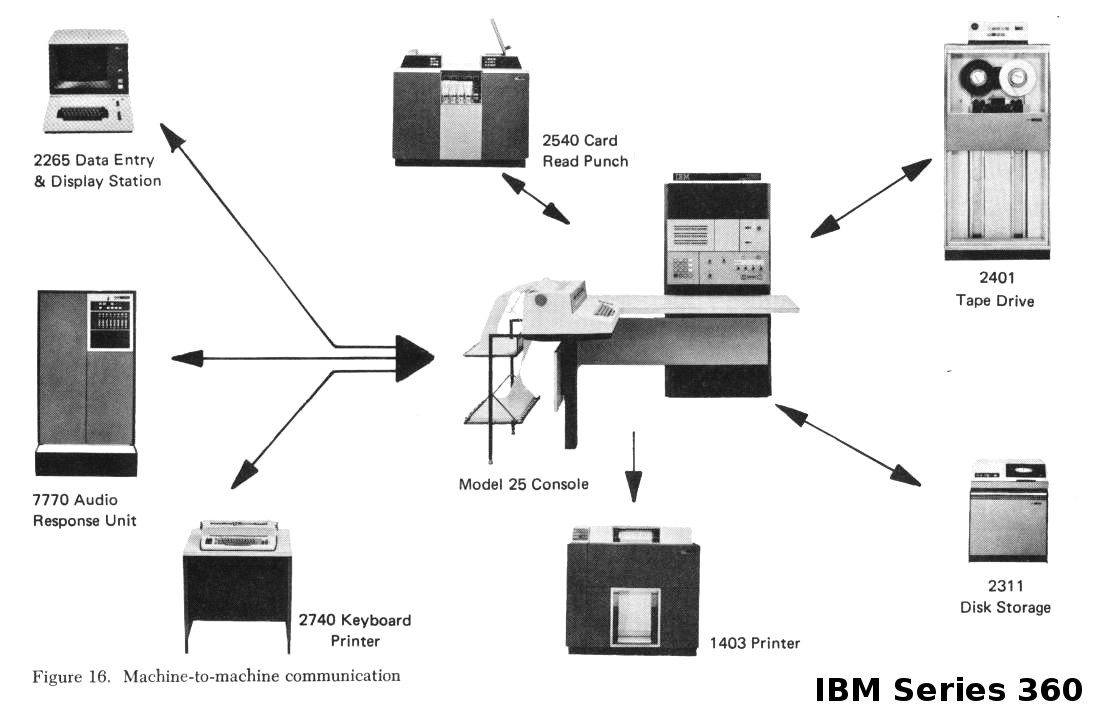 2265 Data Entry
& Display Station
2540 Card
Read Punch
IBM
2401
Tape Drive
7770 Audio
Response Unit
Model 25 Console
2740 Keyboard
Printer
1403 Printer
2311
Disk Storage
Figure 16. Machine-to-machine communication
IBM Series 360